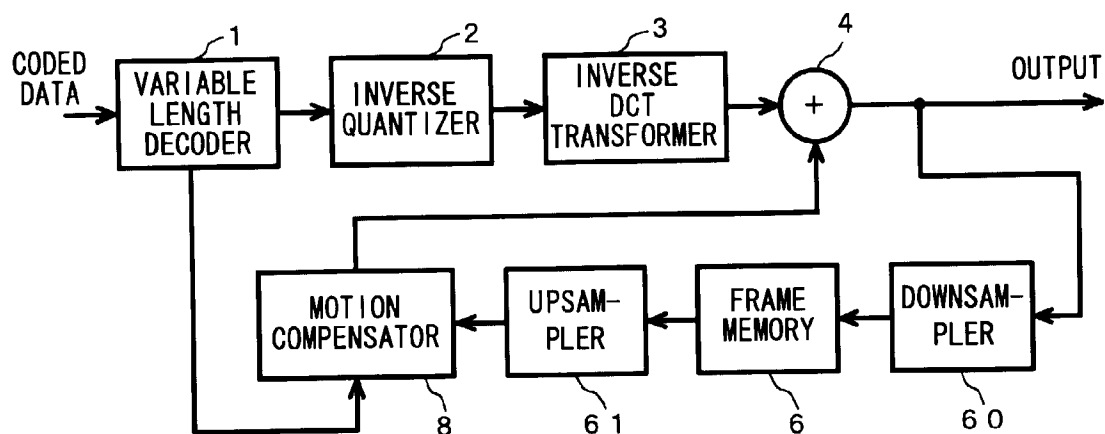 1
2
3
4
CODED
DATA
VARIABLE
LENGTH
DECODER
INVERSE
QUANTIZER
INVERSE
DCT
TRANSFORMER
+
OUTPUT
MOTION
COMPENSATOR
UPSAM-
PLER
FRAME
MEMORY
DOWNSAM-
PLER
8
61
6
60